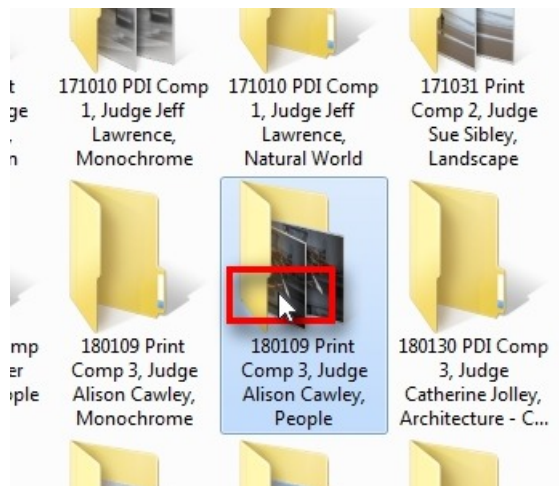 171010 PDI Comp
1, Judge Jeff
Lawrence,
Monochrome
171010 PDI Comp
1, Judge Jeff
Lawrence,
Natural World
171031 Print
Comp 2, Judge
Sue Sibley,
Landscape
180109 Print
Comp 3, Judge
Alison Cawley,
Monochrome
180109 Print
Comp 3, Judge
Alison Cawley,
People
180130 PDI Comp
3, Judge
Catherine Jolley,
Architecture - C...